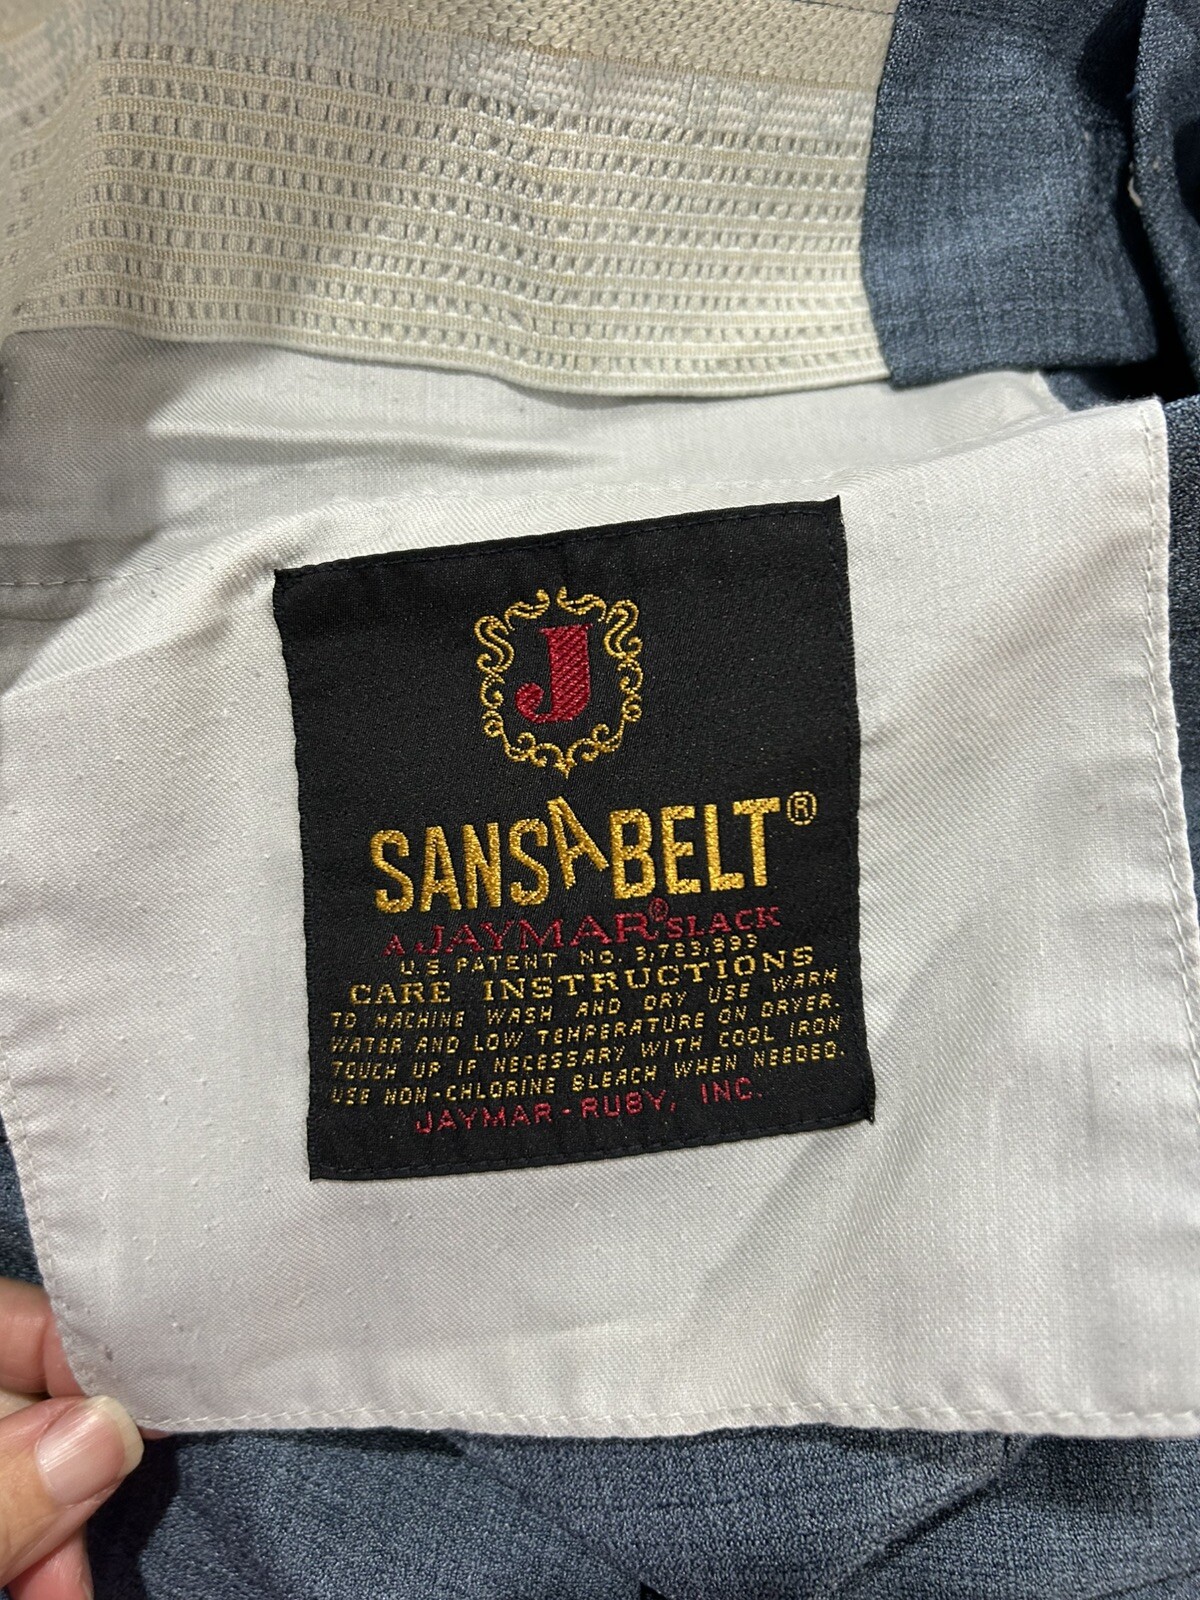 J
SANSABELT®
A JAYMAR® SLACK
U.S. PATENT NO. 3,723,993
CARE INSTRUCTIONS
TO MACHINE WASH AND DRY USE WARM
WATER AND LOW TEMPERATURE ON DRYER.
TOUCH UP IF NECESSARY WITH COOL IRON
USE NON-CHLORINE BLEACH WHEN NEEDED.
JAYMAR-RUBY, INC.